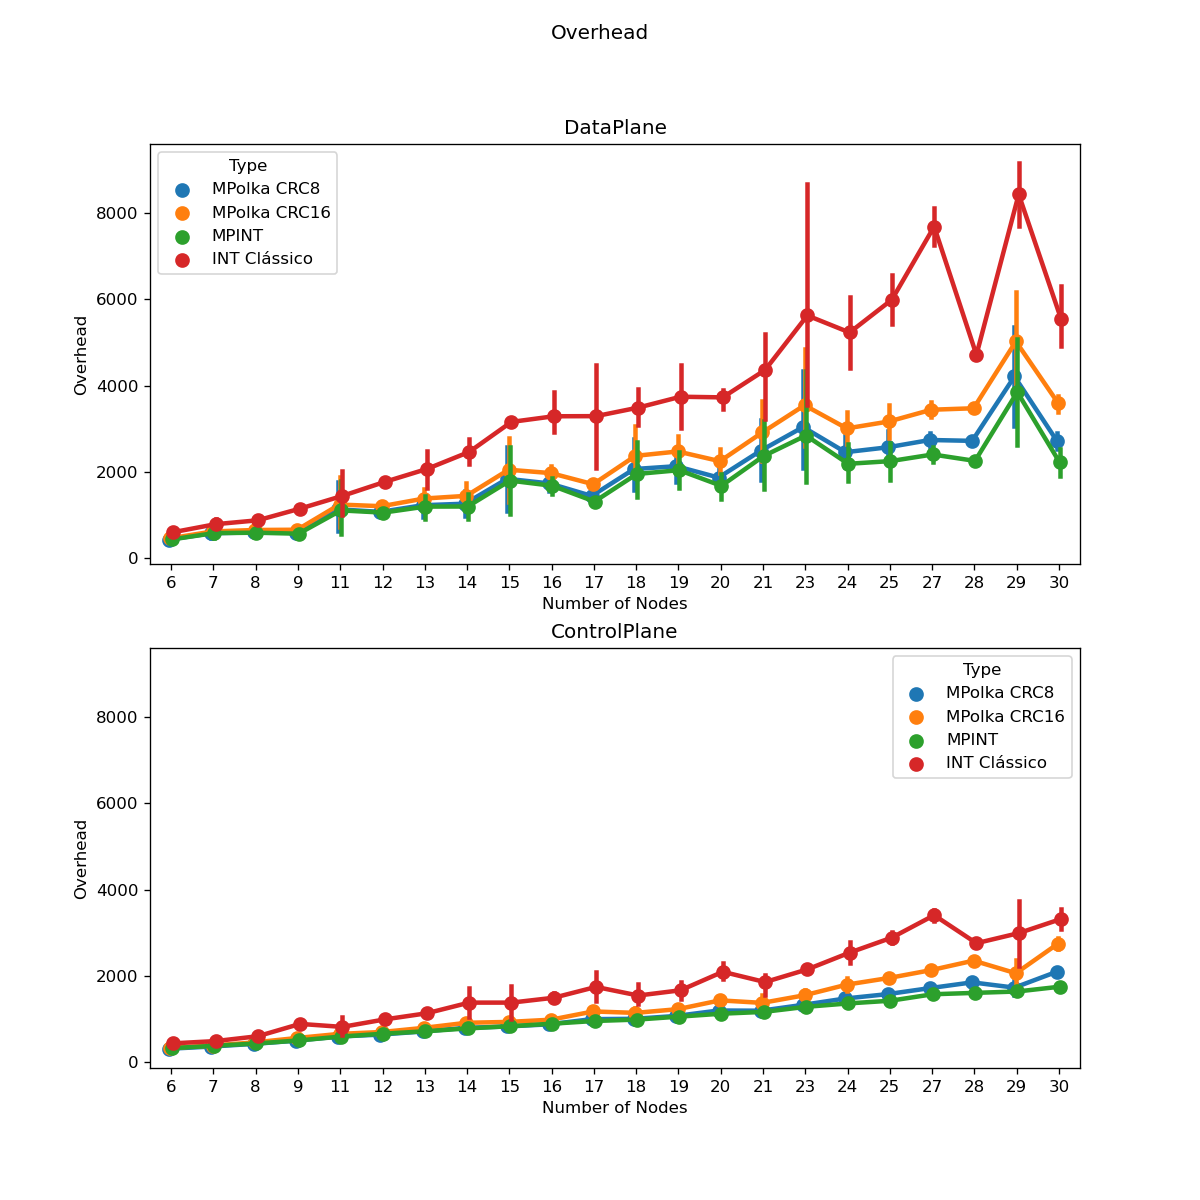 Overhead
DataPlane
Type
MPolka CRC8
MPolka CRC16
MPINT
INT Clássico
Overhead
8000
6000
4000
2000
0
6 7 8 9 11 12 13 14 15 16 17 18 19 20 21 23 24 25 27 28 29 30
Number of Nodes
ControlPlane
Type
MPolka CRC8
MPolka CRC16
MPINT
INT Clássico
Overhead
8000
6000
4000
2000
0
6 7 8 9 11 12 13 14 15 16 17 18 19 20 21 23 24 25 27 28 29 30
Number of Nodes